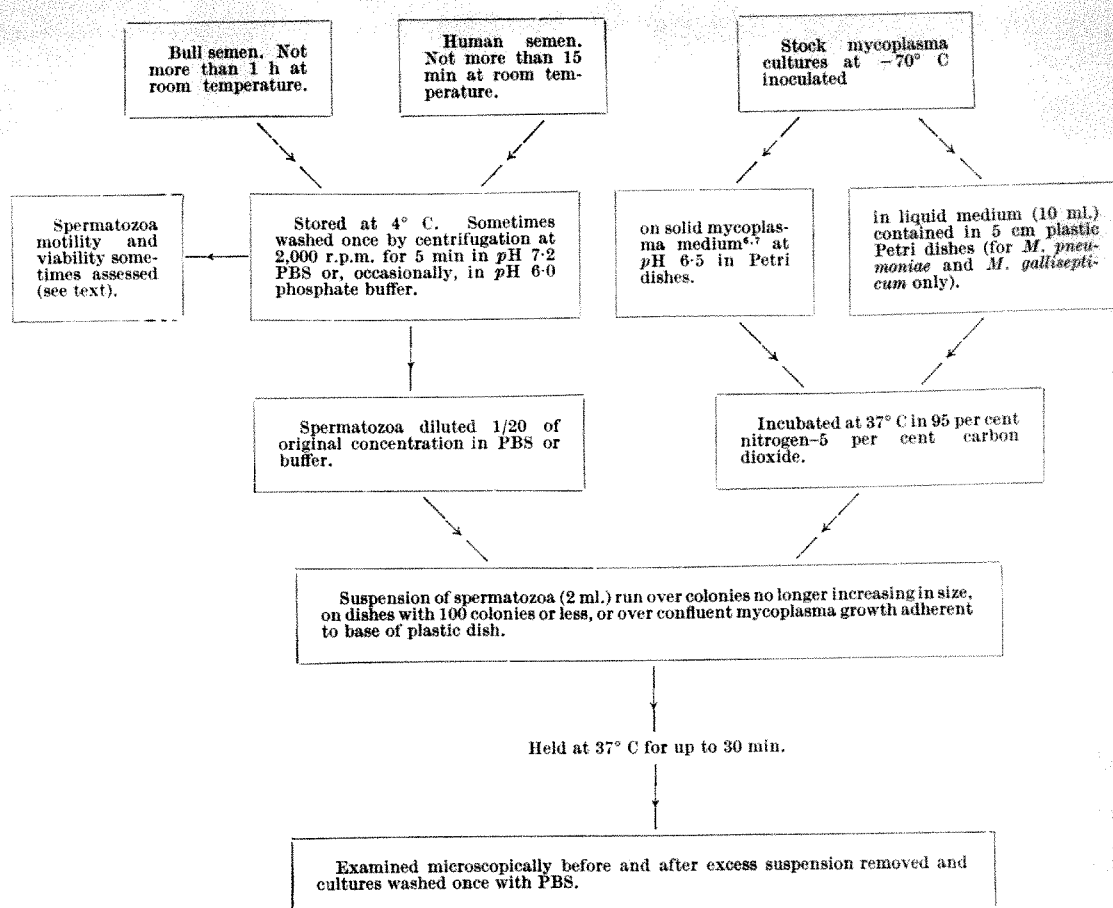 Bull semen. Not
more than 1 h at
room temperature.
Human semen.
Not more than 15
min at room tem-
perature.
Stock mycoplasma
cultures at −70° C
inoculated
Spermatozoa
motility and
viability some-
times assessed
(see text).
Stored at 4° C. Sometimes
washed once by centrifugation at
2,000 r.p.m. for 5 min in pH 7·2
PBS or, occasionally, in pH 6·0
phosphate buffer.
on solid mycoplas-
ma medium⁶,⁷ at
pH 6·5 in Petri
dishes.
in liquid medium (10 ml.)
contained in 5 cm plastic
Petri dishes (for M. pneu-
moniae and M. gallisepti-
cum only).
Spermatozoa diluted 1/20 of
original concentration in PBS or
buffer.
Incubated at 37° C in 95 per cent
nitrogen–5 per cent carbon
dioxide.
Suspension of spermatozoa (2 ml.) run over colonies no longer increasing in size,
on dishes with 100 colonies or less, or over confluent mycoplasma growth adherent
to base of plastic dish.
Held at 37° C for up to 30 min.
Examined microscopically before and after excess suspension removed and
cultures washed once with PBS.